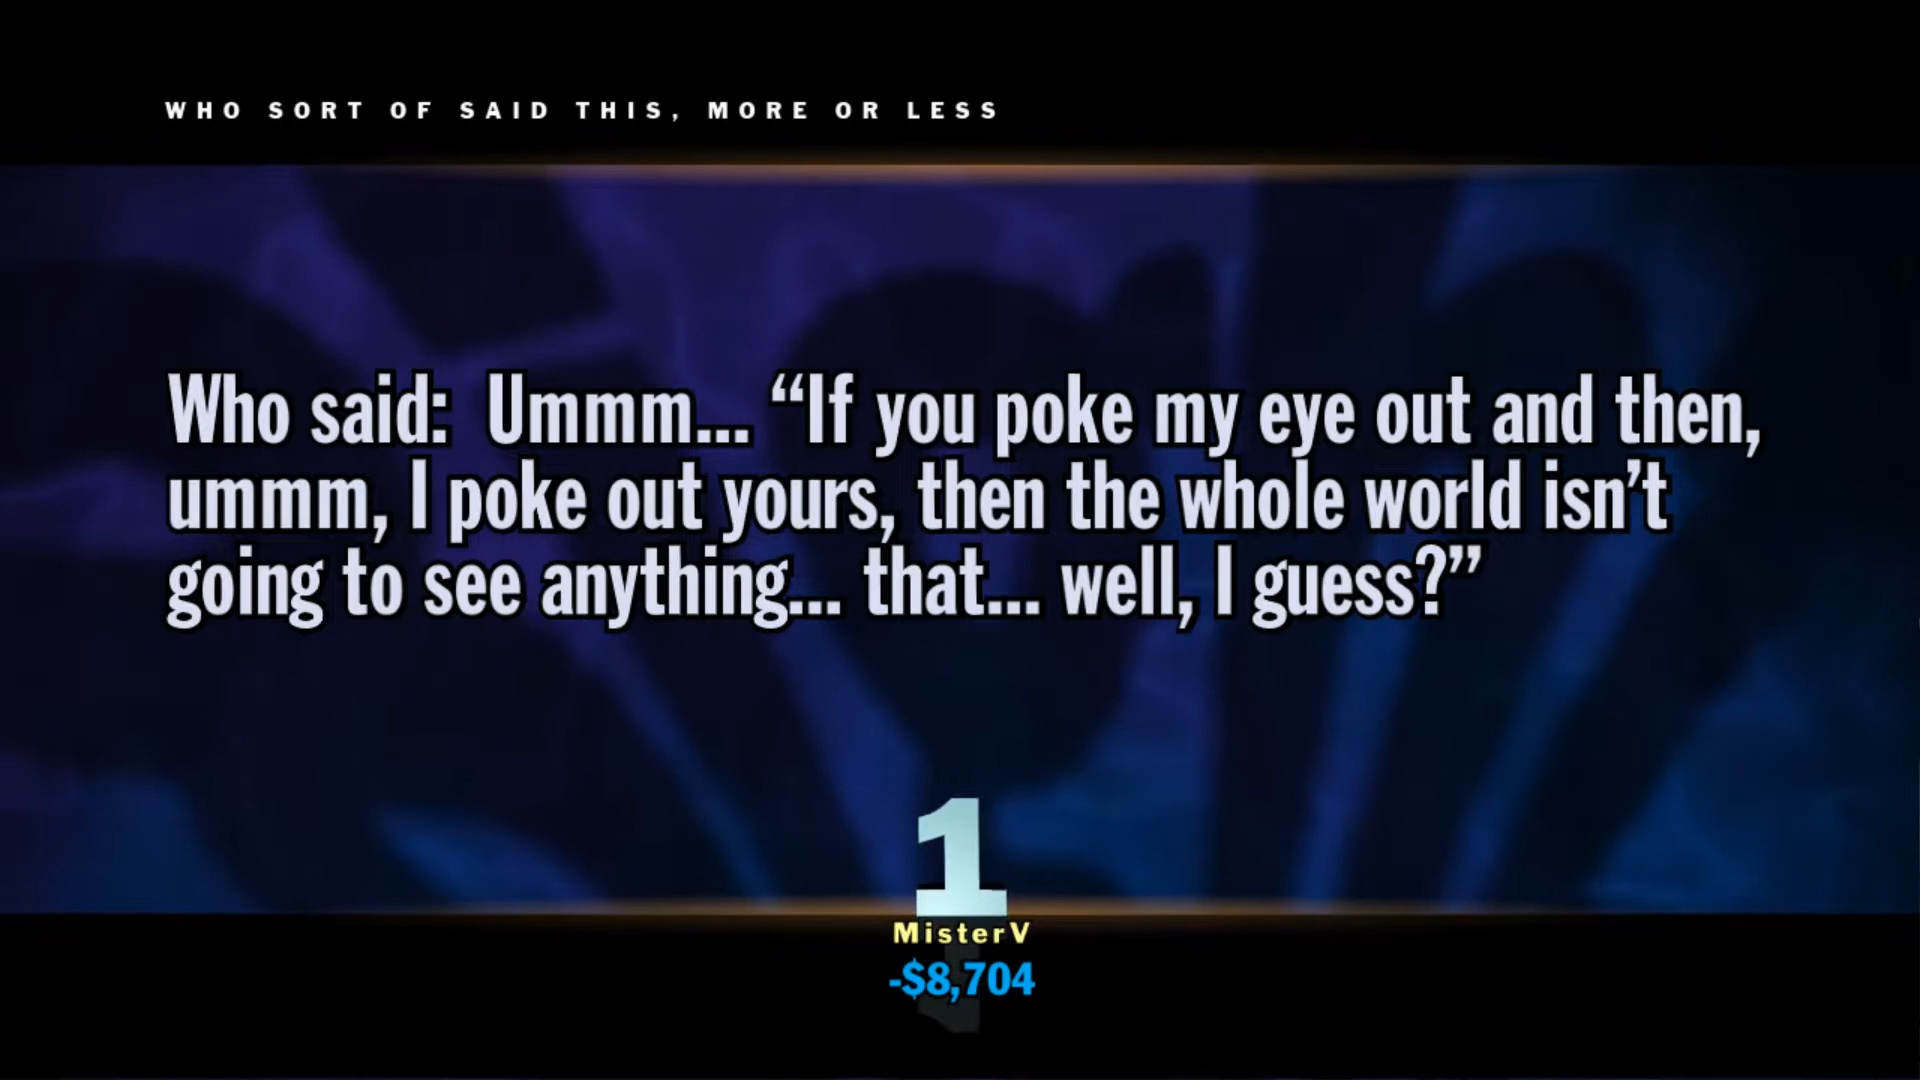 WHO SORT OF SAID THIS, MORE OR LESS
Who said:  Ummm... “If you poke my eye out and then,
ummm, I poke out yours, then the whole world isn’t
going to see anything... that... well, I guess?”
1
MisterV
-$8,704